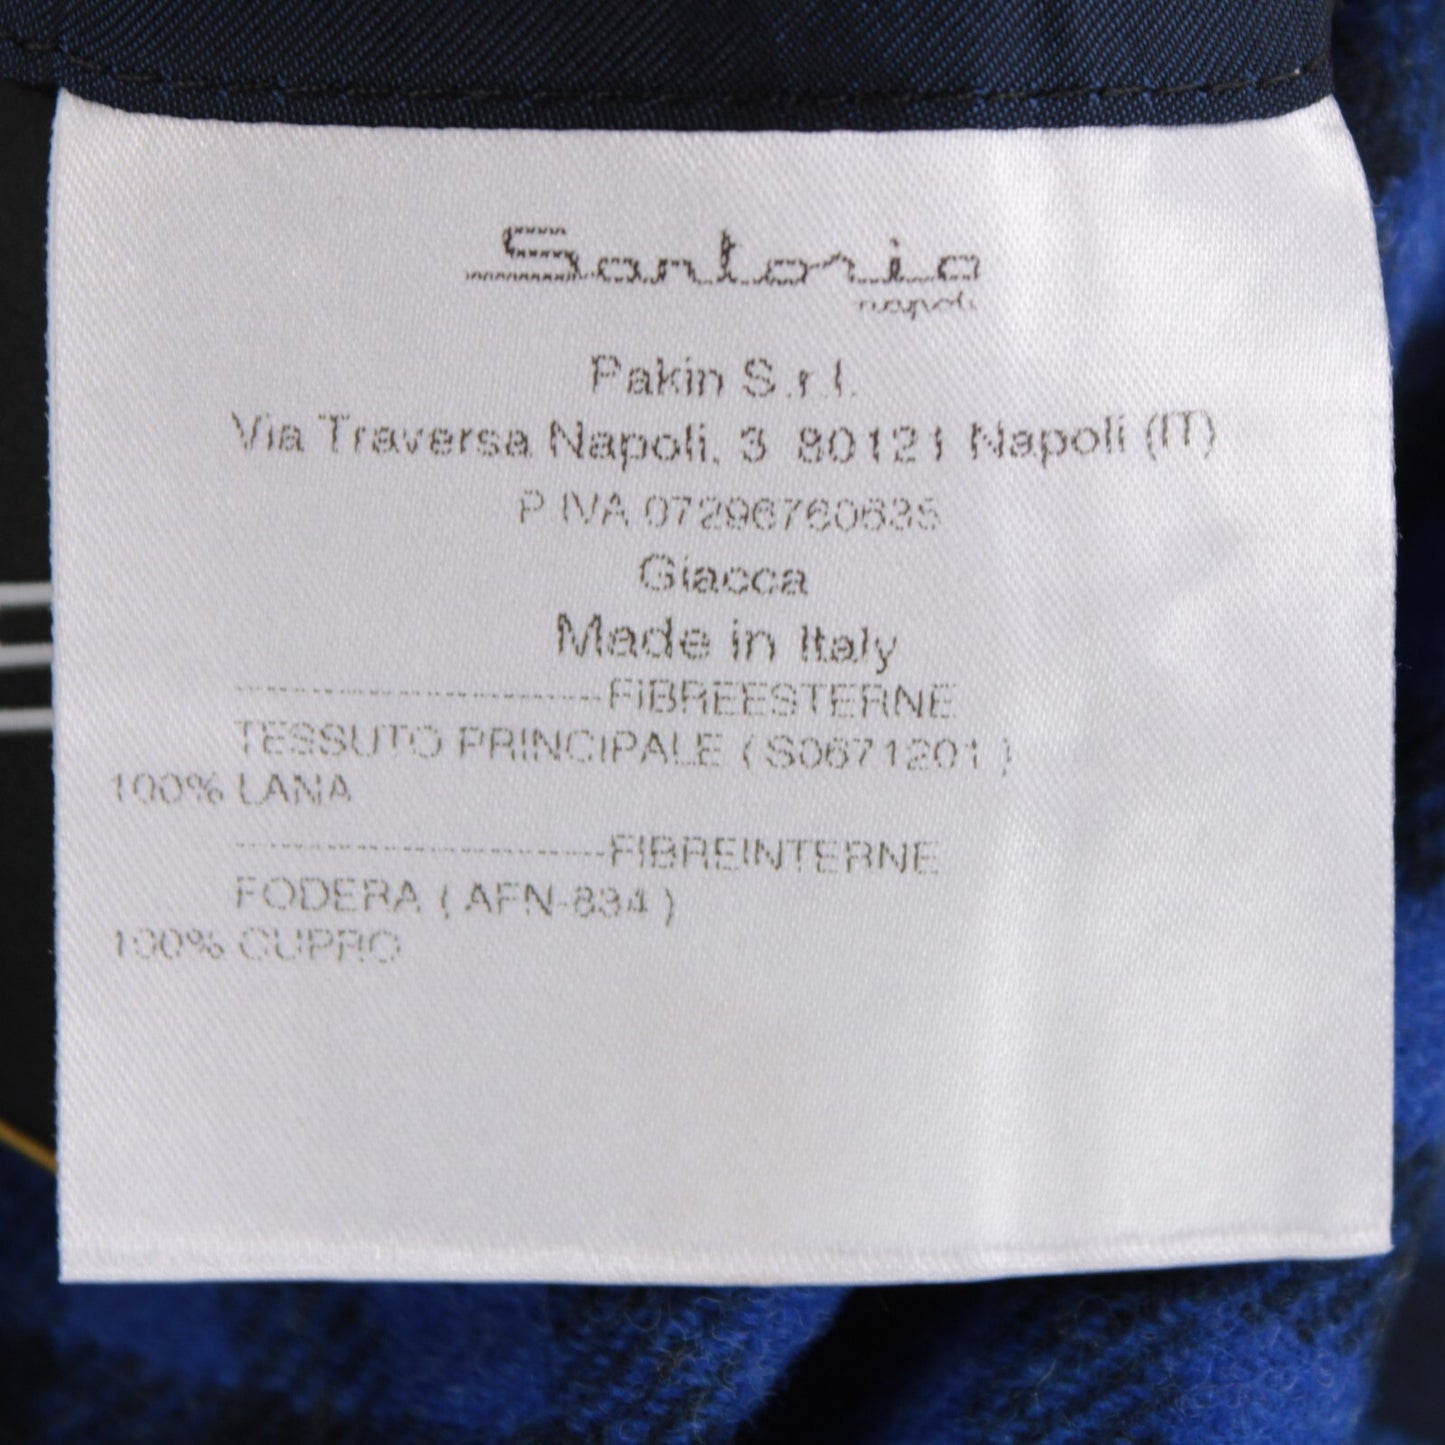 Sartorio
napoli
Pakin S.r.l.
Via Traversa Napoli, 3 80121 Napoli (IT)
P.IVA 07296760635
Giacca
Made in Italy
------------------------FIBREESTERNE
TESSUTO PRINCIPALE ( S0671201 )
100% LANA
------------------------FIBREINTERNE
FODERA ( AFN-834 )
100% CUPRO